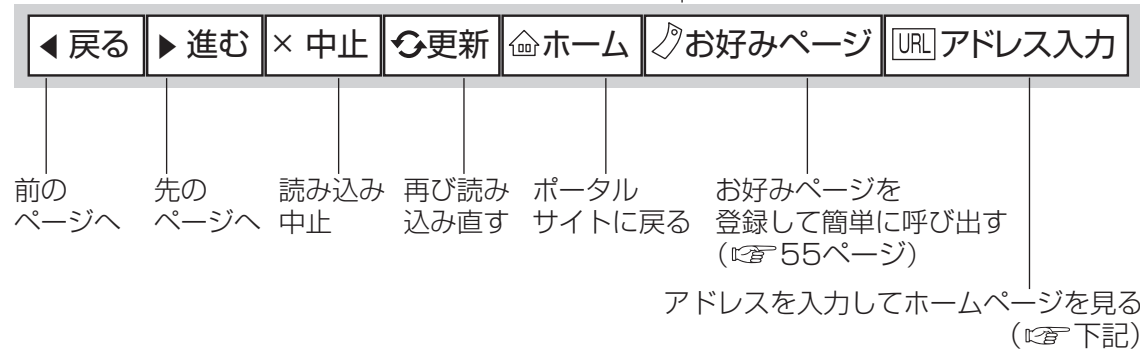 ◀ 戻る ▶ 進む × 中止 更新 ホーム お好みページ URL アドレス入力
前の
ページへ
先の
ページへ
読み込み
中止
再び読み
込み直す
ポータル
サイトに戻る
お好みページを
登録して簡単に呼び出す
(☞55ページ)
アドレスを入力してホームページを見る
(☞下記)